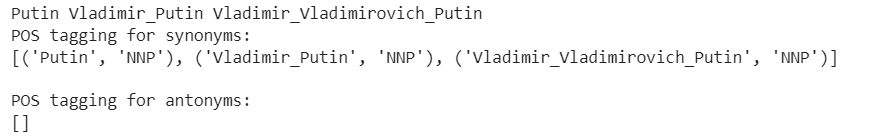 Putin Vladimir_Putin Vladimir_Vladimirovich_Putin
POS tagging for synonyms:
[('Putin', 'NNP'), ('Vladimir_Putin', 'NNP'), ('Vladimir_Vladimirovich_Putin', 'NNP')]
POS tagging for antonyms:
[]